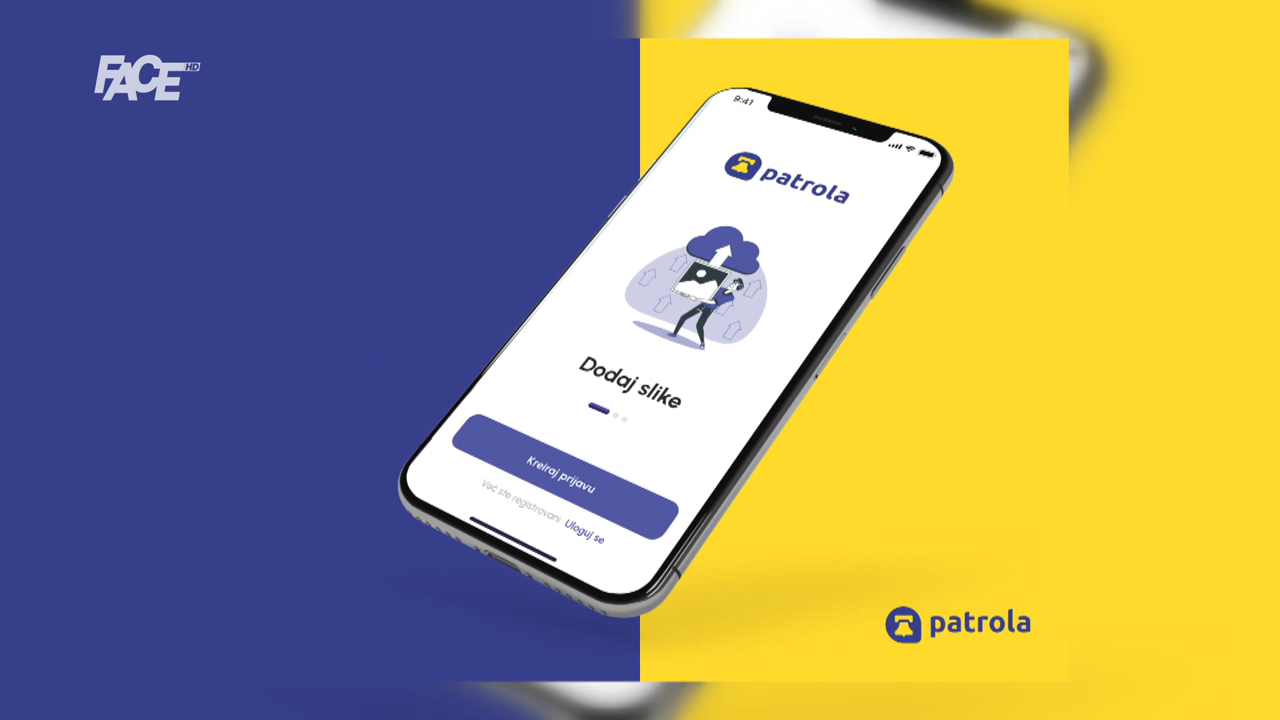 FACE HD
9:41
patrola
Dodaj slike
Kreiraj prijavu
Već ste registrovani Uloguj se
patrola